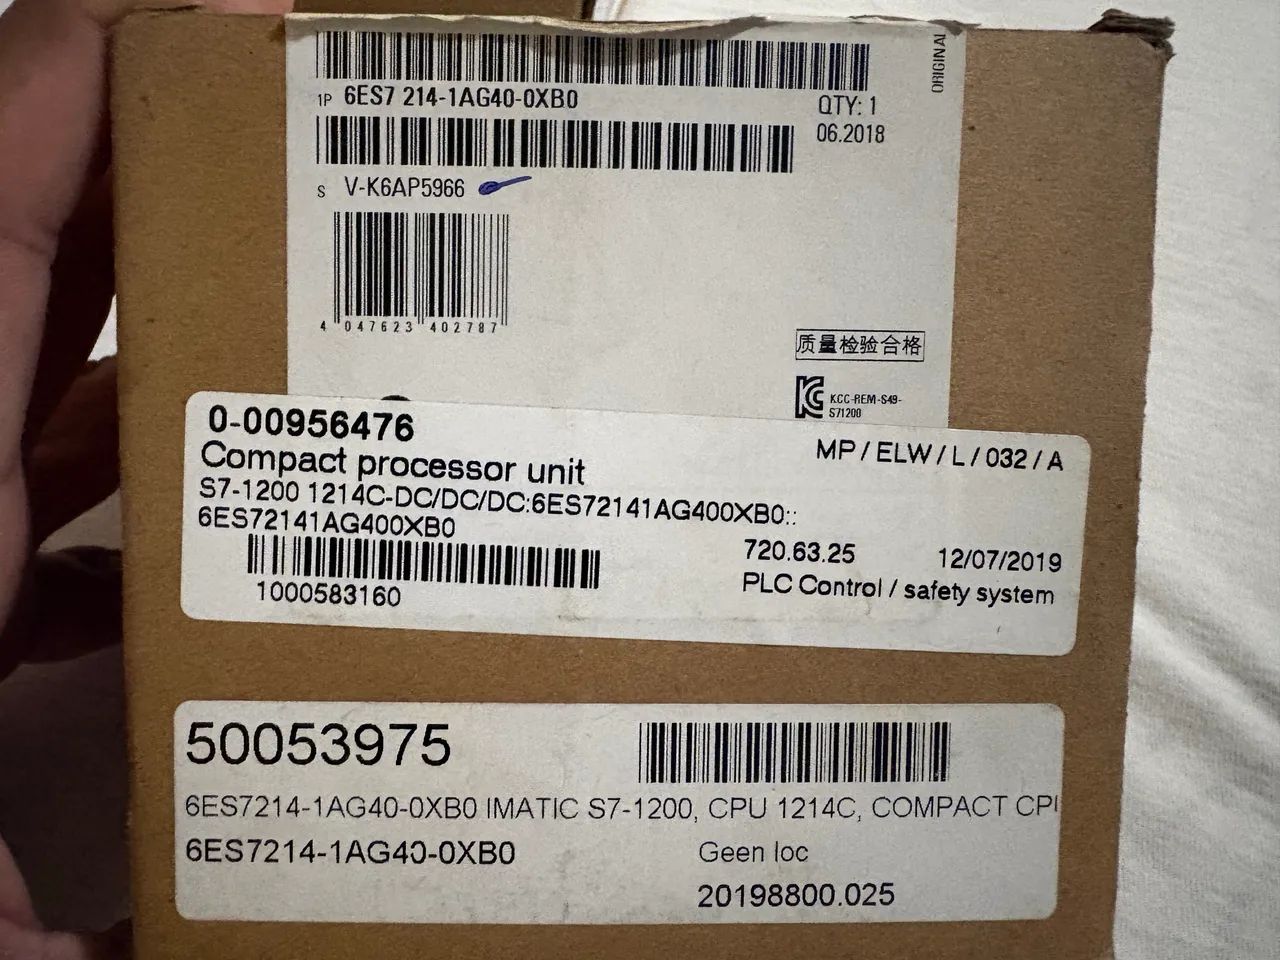 ORIGINAL
1P 6ES7 214-1AG40-0XB0
QTY: 1
06.2018
S V-K6AP5966
4 047623 402787
质量检验合格
KCC-REM-S49-
S71200
0-00956476
MP / ELW / L / 032 / A
Compact processor unit
S7-1200 1214C-DC/DC/DC:6ES72141AG400XB0::
6ES72141AG400XB0
720.63.25
12/07/2019
1000583160
PLC Control / safety system
50053975
6ES7214-1AG40-0XB0 IMATIC S7-1200, CPU 1214C, COMPACT CP
6ES7214-1AG40-0XB0
Geen loc
20198800.025